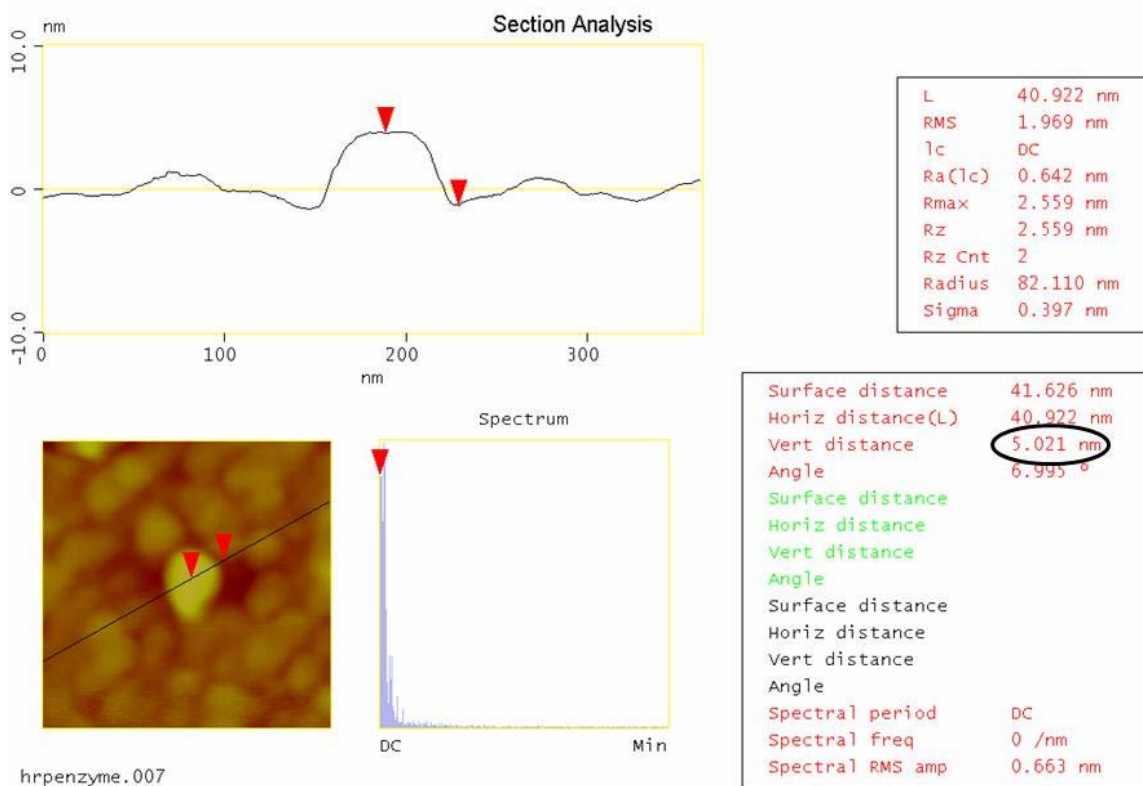 Section Analysis
nm
10.0
0
-10.0
0 100 200 300
nm
L 40.922 nm
RMS 1.969 nm
lc DC
Ra(lc) 0.642 nm
Rmax 2.559 nm
Rz 2.559 nm
Rz Cnt 2
Radius 82.110 nm
Sigma 0.397 nm
Surface distance 41.626 nm
Horiz distance(L) 40.922 nm
Vert distance 5.021 nm
Angle 6.995 °
Surface distance
Horiz distance
Vert distance
Angle
Surface distance
Horiz distance
Vert distance
Angle
Spectral period DC
Spectral freq 0 /nm
Spectral RMS amp 0.663 nm
Spectrum
DC Min
hrpenzyme.007